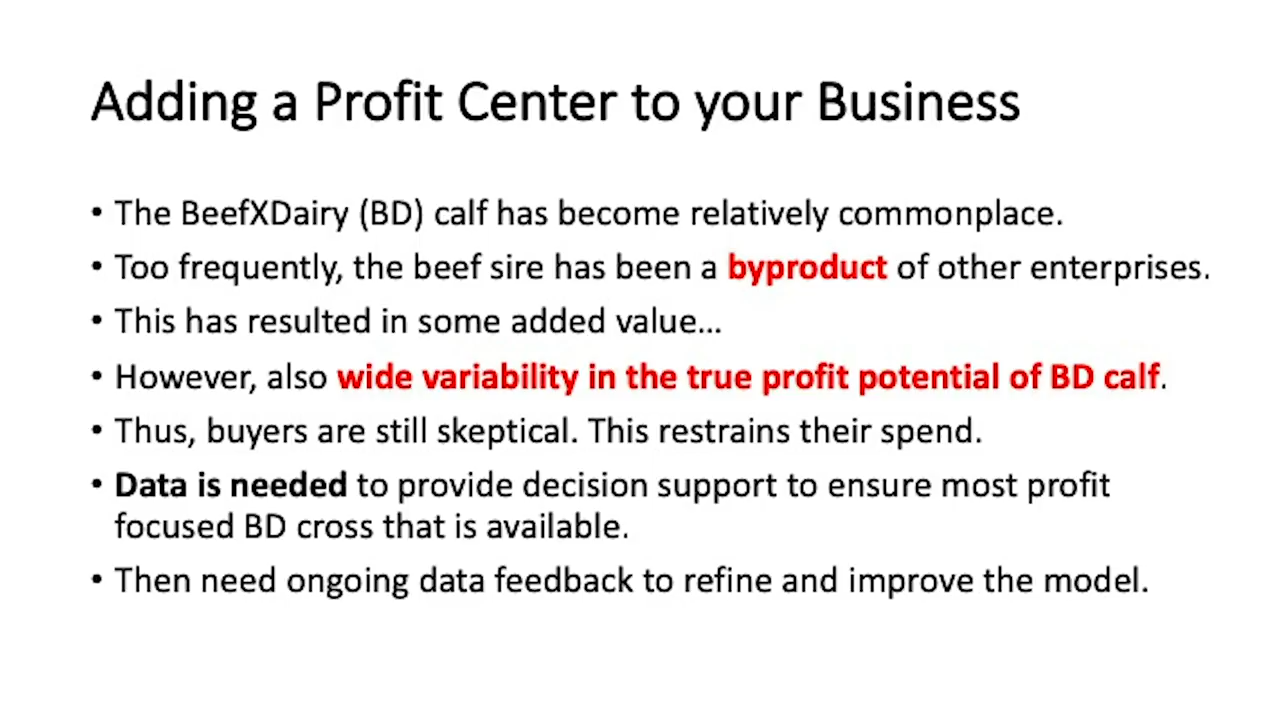 Adding a Profit Center to your Business
• The BeefXDairy (BD) calf has become relatively commonplace.
• Too frequently, the beef sire has been a byproduct of other enterprises.
• This has resulted in some added value...
• However, also wide variability in the true profit potential of BD calf.
• Thus, buyers are still skeptical. This restrains their spend.
• Data is needed to provide decision support to ensure most profit
focused BD cross that is available.
• Then need ongoing data feedback to refine and improve the model.